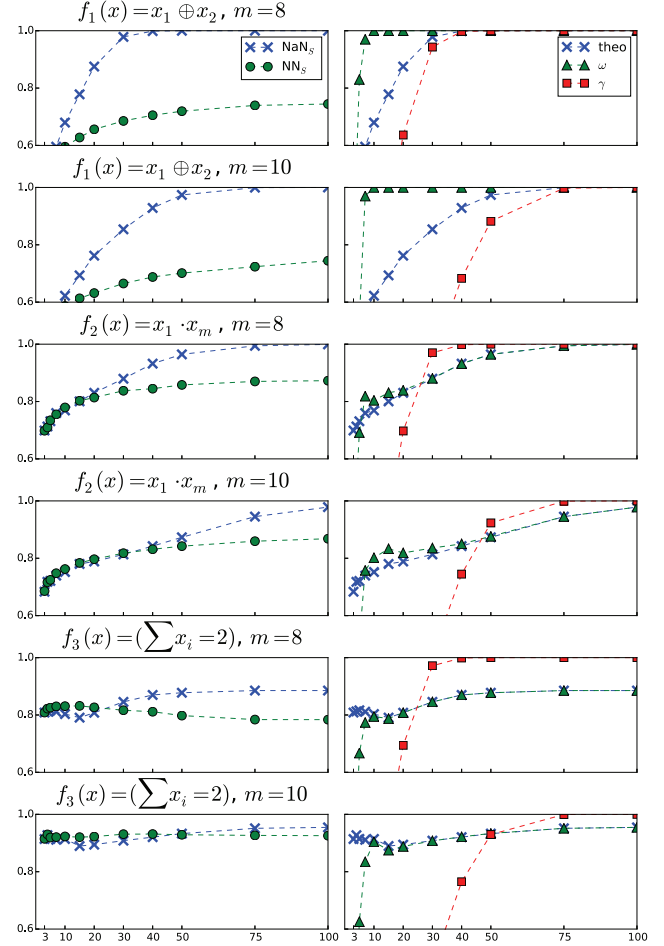 f₁(x) = x₁ ⊕ x₂, m = 8
1.0
0.8
0.6
NaN_S
NN_S
theo
ω
γ
f₁(x) = x₁ ⊕ x₂, m = 10
1.0
0.8
0.6
f₂(x) = x₁ · xₘ, m = 8
1.0
0.8
0.6
f₂(x) = x₁ · xₘ, m = 10
1.0
0.8
0.6
f₃(x) = (∑ xᵢ = 2), m = 8
1.0
0.8
0.6
f₃(x) = (∑ xᵢ = 2), m = 10
1.0
0.8
0.6
3 10 20 30 40 50 75 100 3 10 20 30 40 50 75 100